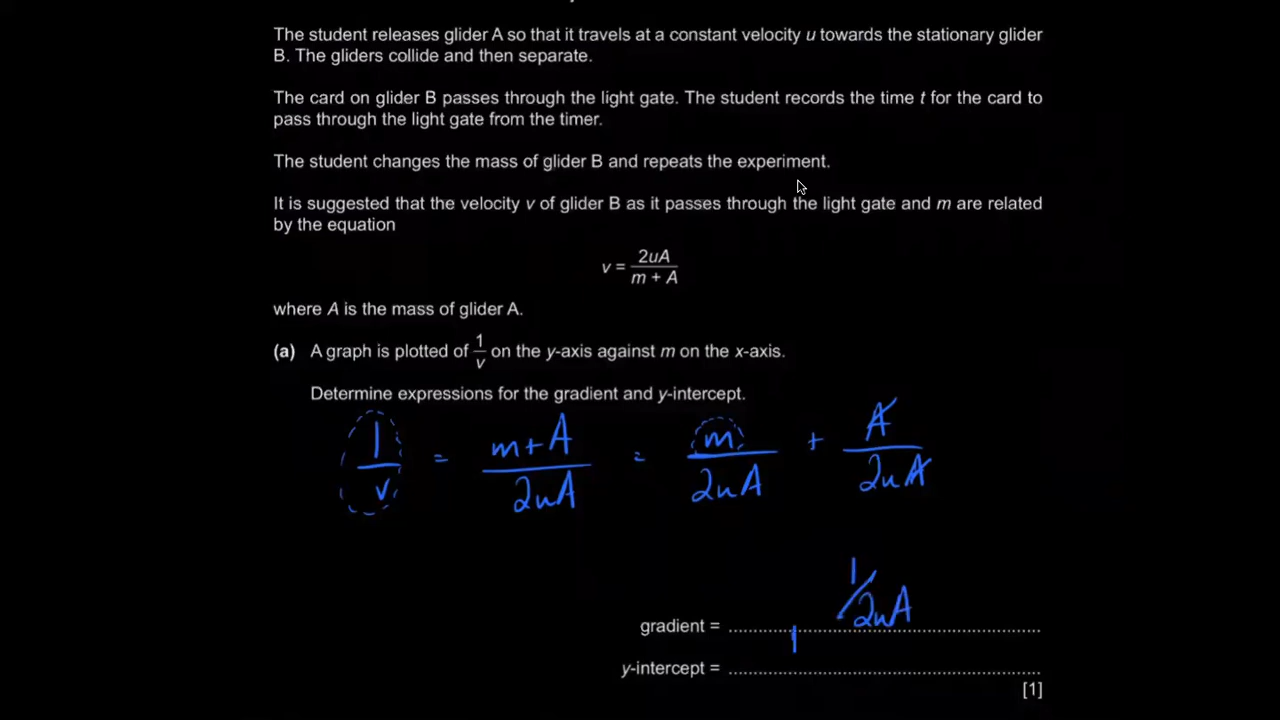 The student releases glider A so that it travels at a constant velocity u towards the stationary glider
B. The gliders collide and then separate.
The card on glider B passes through the light gate. The student records the time t for the card to
pass through the light gate from the timer.
The student changes the mass of glider B and repeats the experiment.
It is suggested that the velocity v of glider B as it passes through the light gate and m are related
by the equation
v = 2uA / (m + A)
where A is the mass of glider A.
(a) A graph is plotted of 1/v on the y-axis against m on the x-axis.
Determine expressions for the gradient and y-intercept.
1/v = (m+A)/2uA = m/2uA + A/2uA
gradient = 1/2uA
y-intercept = 1
[1]